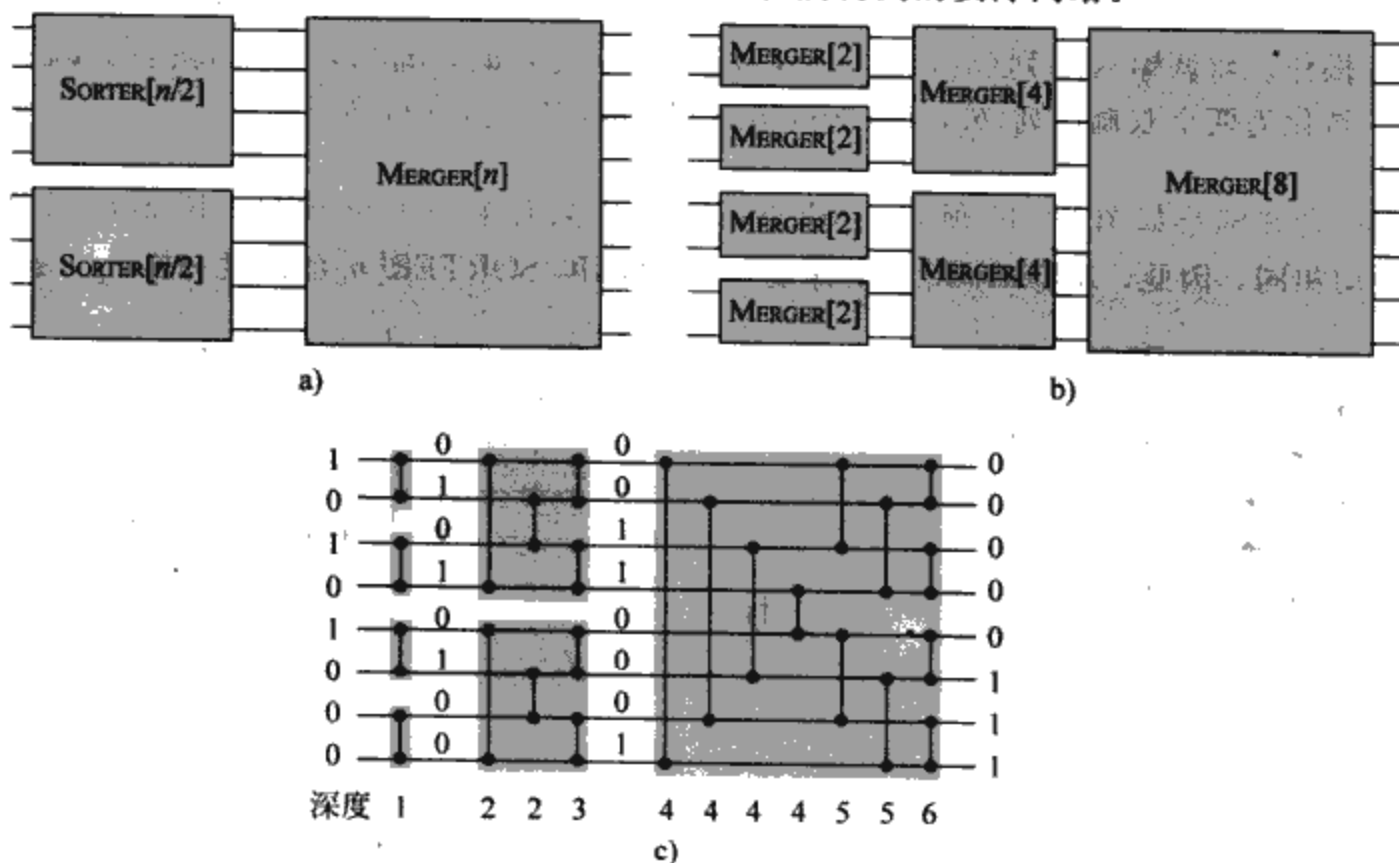 SORTER[n/2]
SORTER[n/2]
MERGER[n]
a)
MERGER[2]
MERGER[2]
MERGER[2]
MERGER[2]
MERGER[4]
MERGER[4]
MERGER[8]
b)
1 0 0 0
0 1 0 0
1 0 1 0
0 1 1 0
1 0 0 0
0 1 0 1
0 0 0 1
0 0 1 1
深度 1 2 2 3 4 4 4 4 5 5 6
c)